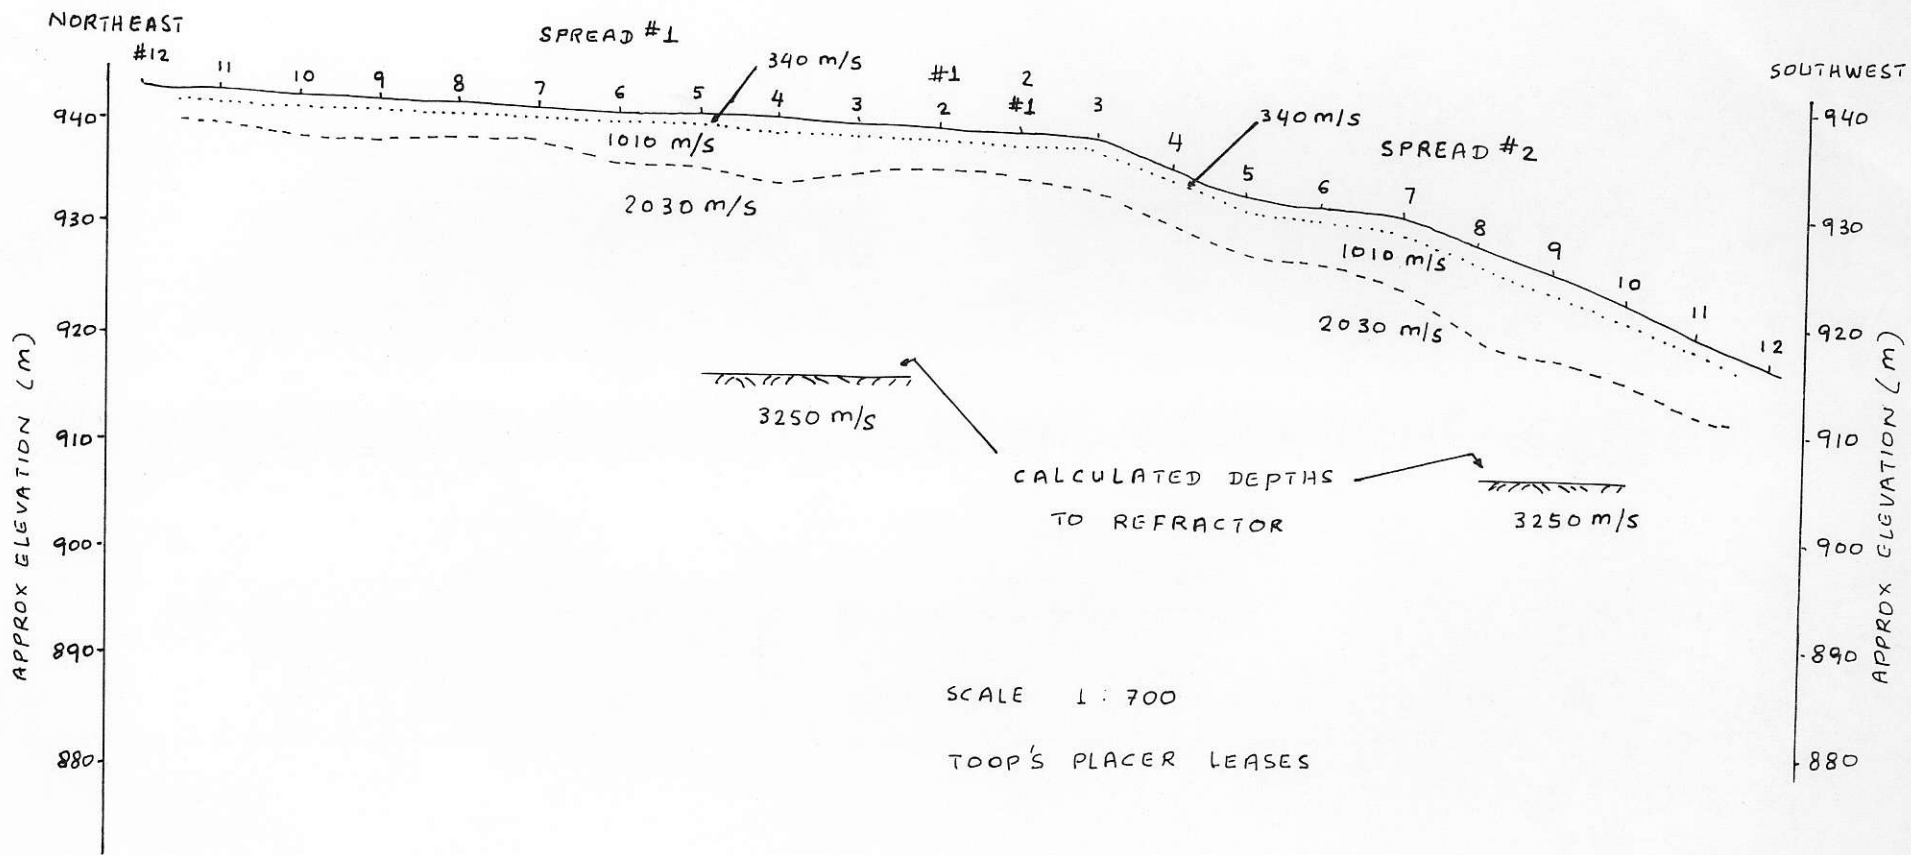 NORTHEAST
SPREAD #1
SOUTHWEST
#12 11 10 9 8 7 6 5 4 3 2 #1
#1 2 3 4 5 6 7 8 9 10 11 12
340 m/s
340 m/s
SPREAD #2
1010 m/s
2030 m/s
1010 m/s
2030 m/s
3250 m/s
CALCULATED DEPTHS
TO REFRACTOR
3250 m/s
940
930
920
910
900
890
880
APPROX ELEVATION (m)
940
930
920
910
900
890
880
APPROX ELEVATION (m)
SCALE 1 : 700
TOOP'S PLACER LEASES